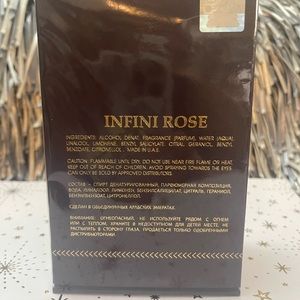 INFINI ROSE
INGREDIENTS: ALCOHOL DENAT. FRAGRANCE (PARFUM), WATER (AQUA),
LINALOOL, LIMONENE, BENZYL SALICYLATE, CITRAL, GERANIOL, BENZYL
BENZOATE, CITRONELLOL. MADE IN U.A.E.
CAUTION: FLAMMABLE UNTIL DRY. DO NOT USE NEAR FIRE FLAME OR HEAT.
KEEP OUT OF REACH OF CHILDREN. AVOID SPRAYING TOWARDS THE EYES
CAN ONLY BE SOLD BY APPROVED DISTRIBUTORS.
СОСТАВ – СПИРТ ДЕНАТУРИРОВАННЫЙ, ПАРФЮМЕРНАЯ КОМПОЗИЦИЯ,
ВОДА, ЛИНАЛООЛ, ЛИМОНЕН, БЕНЗИЛСАЛИЦИЛАТ, ЦИТРАЛЬ, ГЕРАНИОЛ,
БЕНЗИЛБЕНЗОАТ, ЦИТРОНЕЛЛОЛ.
СДЕЛАНО В ОБЪЕДИНЕННЫХ АРАБСКИХ ЭМИРАТАХ.
ВНИМАНИЕ: ОГНЕОПАСНЫЙ, НЕ ИСПОЛЬЗУЙТЕ РЯДОМ С ОГНЕМ
ИЛИ С ТЕПЛОМ, ХРАНИТЕ В НЕДОСТУПНОМ ДЛЯ ДЕТЕЙ МЕСТЕ, НЕ
РАСПЫЛИТЬ В СТОРОНУ ГЛАЗА. ПРОДАЕТЬСЯ ТОЛЬКО ОДОБРЕННЫМИ
ДИСТРИБЬЮТОРАМИ.